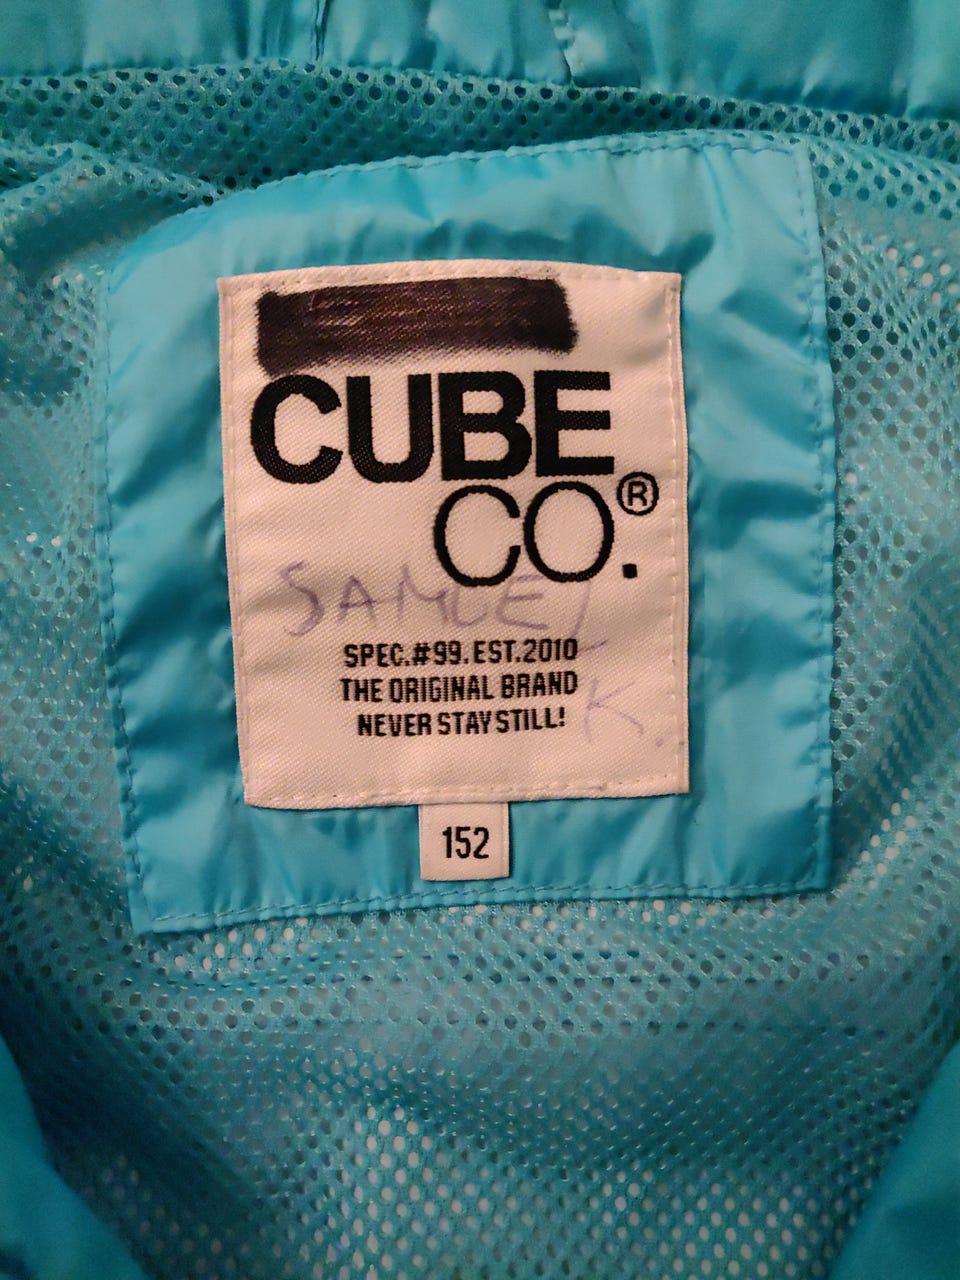 CUBE
CO.®
SAMUEL
K.
SPEC.#99.EST.2010
THE ORIGINAL BRAND
NEVER STAY STILL!
152